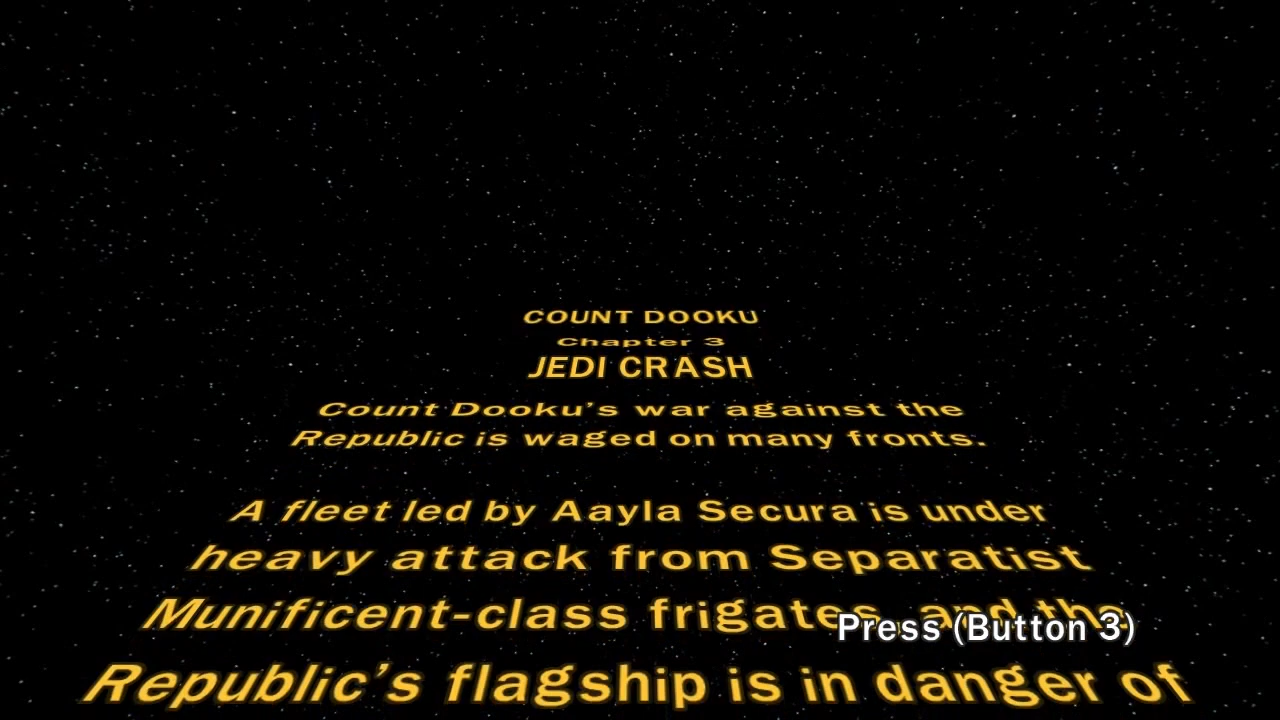 COUNT DOOKU
Chapter 3
JEDI CRASH
Count Dooku's war against the
Republic is waged on many fronts.
A fleet led by Aayla Secura is under
heavy attack from Separatist
Munificent-class frigates, and the
Press (Button 3)
Republic's flagship is in danger of